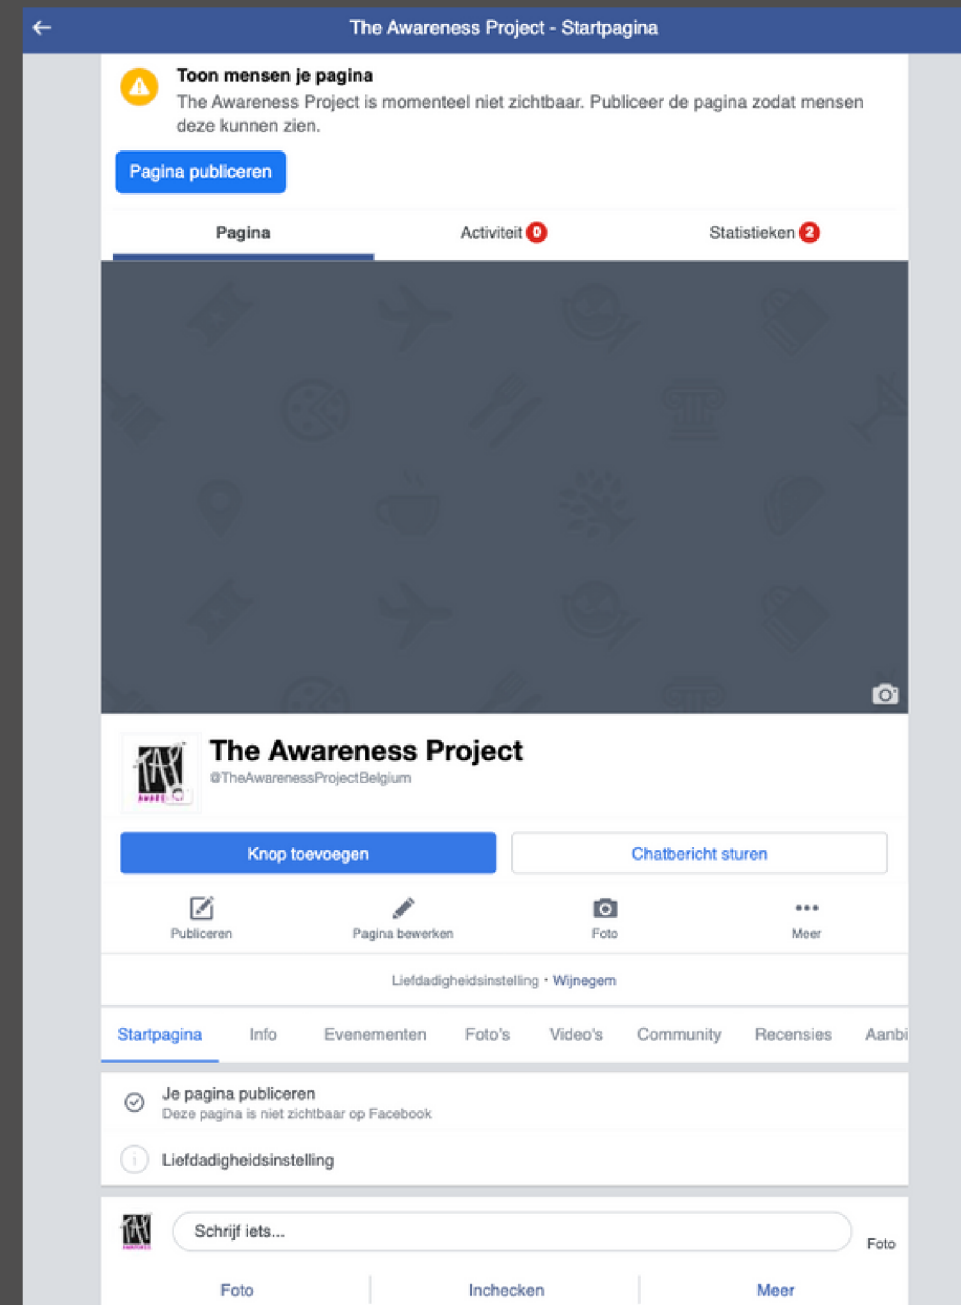 The Awareness Project - Startpagina
Toon mensen je pagina
The Awareness Project is momenteel niet zichtbaar. Publiceer de pagina zodat mensen
deze kunnen zien.
Pagina publiceren
Pagina
Activiteit 0
Statistieken 2
TAP
The Awareness Project
@TheAwarenessProjectBelgium
Knop toevoegen
Chatbericht sturen
Publiceren
Pagina bewerken
Foto
Meer
Liefdadigheidsinstelling · Wijnegem
Startpagina
Info
Evenementen
Foto's
Video's
Community
Recensies
Aanbi
Je pagina publiceren
Deze pagina is niet zichtbaar op Facebook
Liefdadigheidsinstelling
TAP
Schrijf iets...
Foto
Foto
Inchecken
Meer